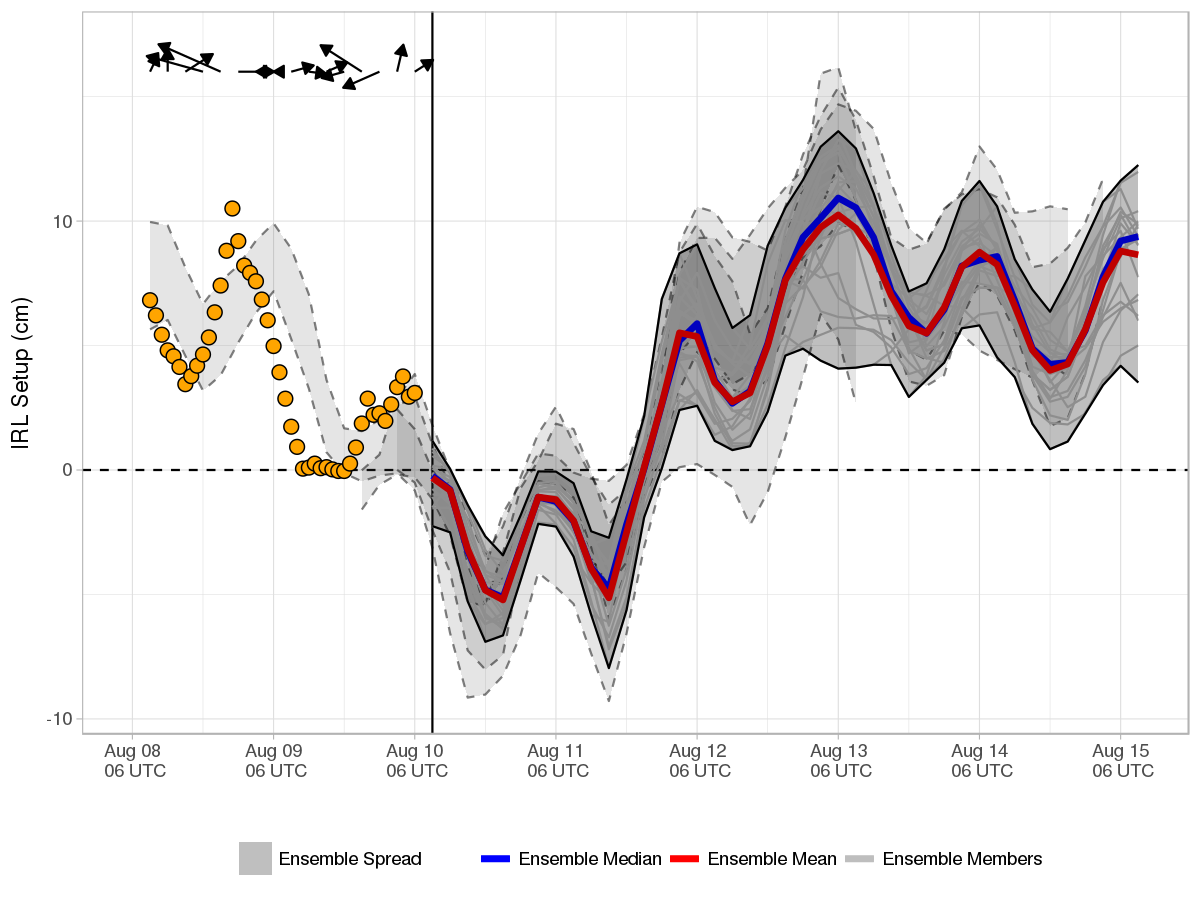 IRL Setup (cm)
10
0
-10
Aug 08 Aug 09 Aug 10 Aug 11 Aug 12 Aug 13 Aug 14 Aug 15
06 UTC 06 UTC 06 UTC 06 UTC 06 UTC 06 UTC 06 UTC 06 UTC
Ensemble Spread Ensemble Median Ensemble Mean Ensemble Members